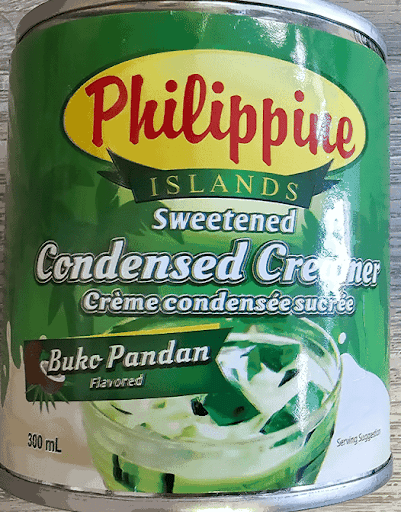 Philippine
ISLANDS
Sweetened
Condensed Creamer
Crème condensée sucrée
Buko Pandan
Flavored
300 mL
Serving Suggestion